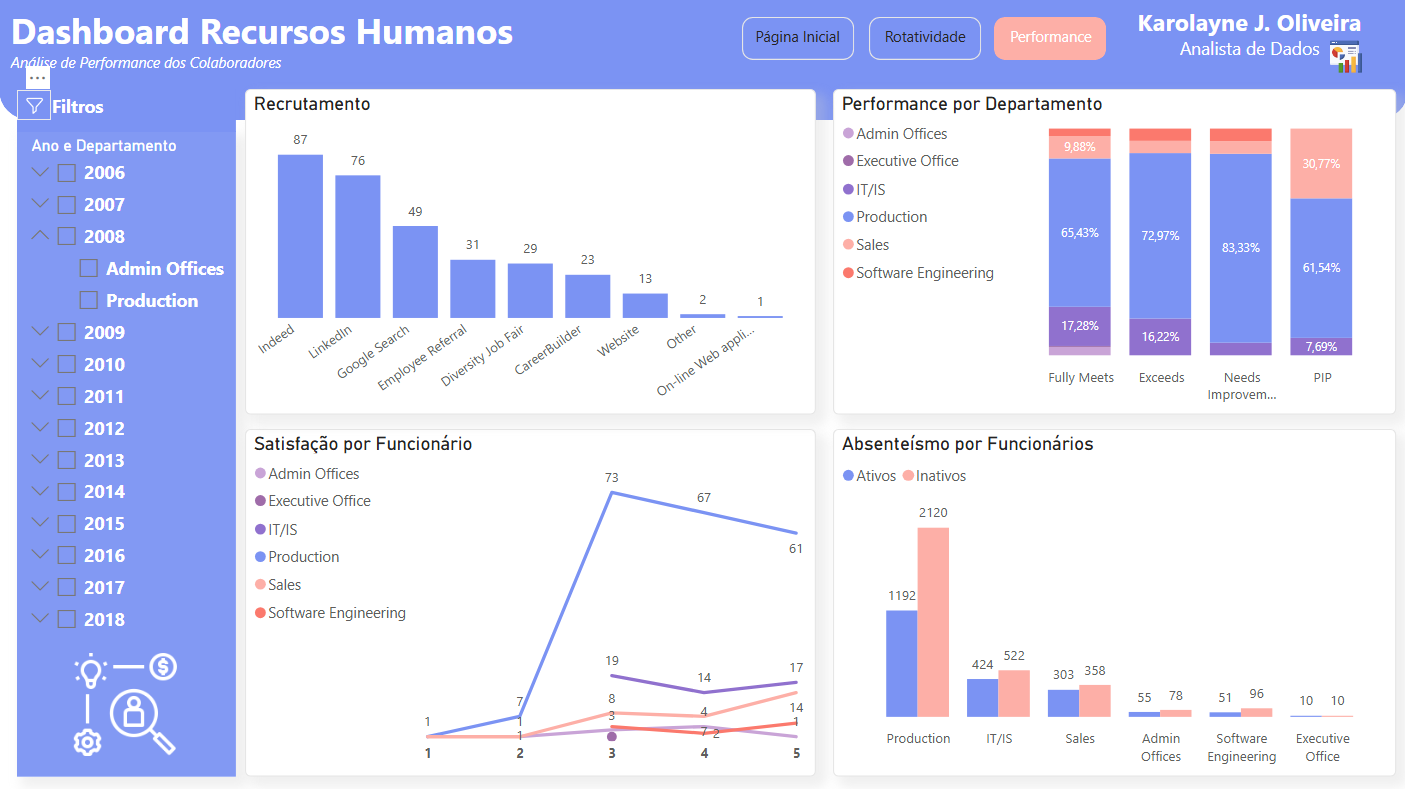 Dashboard Recursos Humanos
Análise de Performance dos Colaboradores
Página Inicial
Rotatividade
Performance
Karolayne J. Oliveira
Analista de Dados
...
Filtros
Ano e Departamento
2006
2007
2008
Admin Offices
Production
2009
2010
2011
2012
2013
2014
2015
2016
2017
2018
Recrutamento
87
76
49
31
29
23
13
2
1
Indeed
LinkedIn
Google Search
Employee Referral
Diversity Job Fair
CareerBuilder
Website
Other
On-line Web appli...
Performance por Departamento
Admin Offices
Executive Office
IT/IS
Production
Sales
Software Engineering
9,88%
65,43%
17,28%
72,97%
16,22%
83,33%
30,77%
61,54%
7,69%
Fully Meets
Exceeds
Needs
Improvem...
PIP
Satisfação por Funcionário
Admin Offices
Executive Office
IT/IS
Production
Sales
Software Engineering
73
67
61
19
14
17
8
3
4
7
2
14
1
1
7
1
1
1
2
3
4
5
Absenteísmo por Funcionários
Ativos
Inativos
1192
2120
424
522
303
358
55
78
51
96
10
10
Production
IT/IS
Sales
Admin
Offices
Software
Engineering
Executive
Office